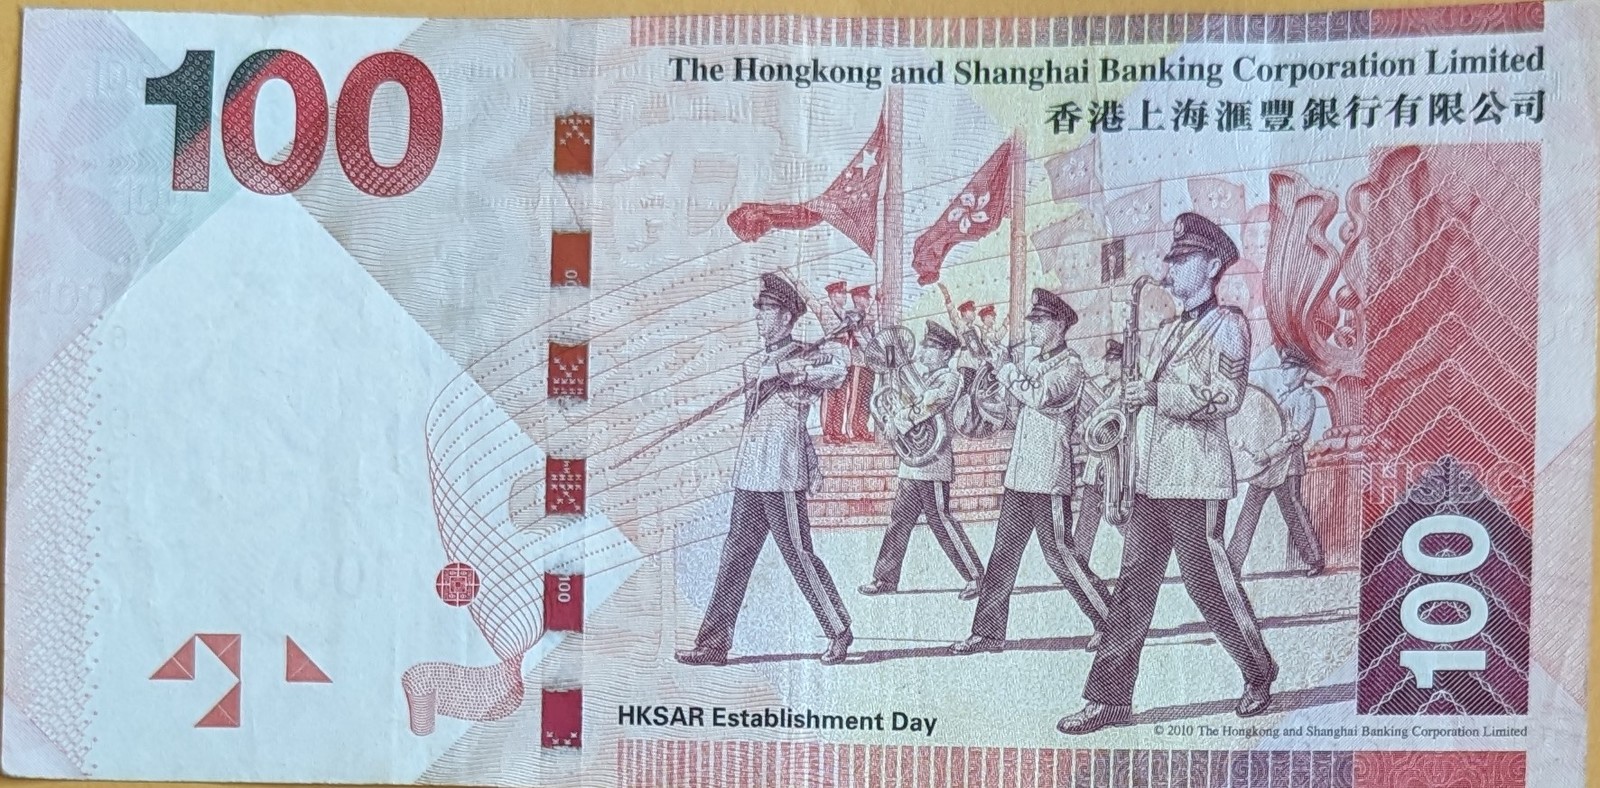 100
The Hongkong and Shanghai Banking Corporation Limited
香港上海滙豐銀行有限公司
100
HSBC
100
HKSAR Establishment Day
© 2010 The Hongkong and Shanghai Banking Corporation Limited